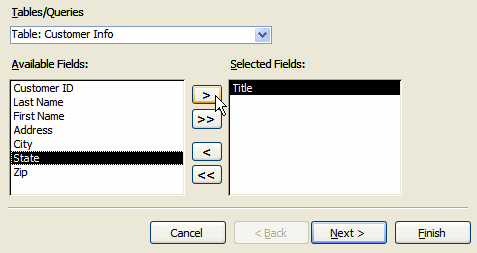 Tables/Queries
Table: Customer Info
Available Fields:
Selected Fields:
Customer ID
Last Name
First Name
Address
City
State
Zip
>
>>
<
<<
Title
Cancel
< Back
Next >
Finish